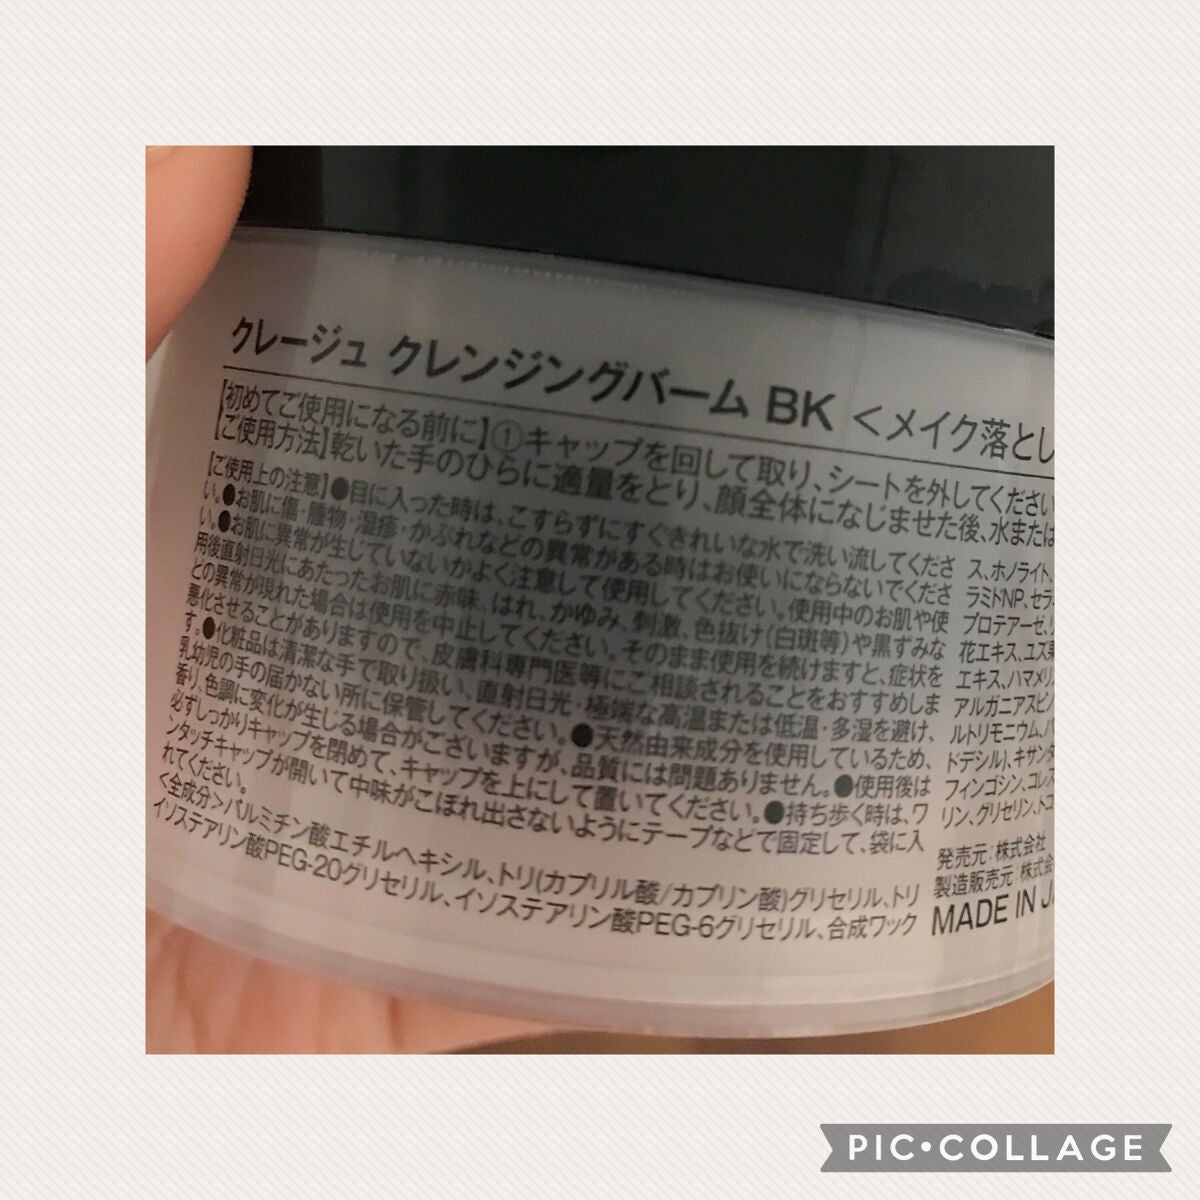 クレージュ クレンジングバーム BK <メイク落とし
【初めてご使用になる前に】①キャップを回して取り、シートを外してください
【ご使用方法】乾いた手のひらに適量をとり、顔全体になじませた後、水または
【ご使用上の注意】●目に入った時は、こすらずにすぐきれいな水で洗い流してくださ
い。●お肌に傷・腫物・湿疹・かぶれなどの異常がある時はお使いにならないでくださ
い。●お肌に異常が生じていないかよく注意して使用してください。使用中のお肌や使
用後直射日光にあたったお肌に赤味、はれ、かゆみ、刺激、色抜け(白斑等)や黒ずみな
どの異常が現れた場合は使用を中止してください。そのまま使用を続けますと、症状を
悪化させることがありますので、皮膚科専門医等にご相談されることをおすすめしま
す。●化粧品は清潔な手で取り扱い、直射日光・極端な高温または低温・多湿を避け、
乳幼児の手の届かない所に保管してください。●天然由来成分を使用しているため、
香り、色調に変化が生じる場合がございますが、品質には問題ありません。●使用後は
必ずしっかりキャップを閉めて、キャップを上にして置いてください。●持ち歩く時は、ワ
ンタッチキャップが開いて中味がこぼれ出さないようにテープなどで固定して、袋に入
れてください。
<全成分>パルミチン酸エチルヘキシル、トリ(カプリル酸/カプリン酸)グリセリル、トリ
イソステアリン酸PEG-20グリセリル、イソステアリン酸PEG-6グリセリル、合成ワック
ス、ホノライト、
ラミドNP、セラ
プロテアーゼ、
花エキス、ユズ果
エキス、ハマメリ
アルガニアスピノ
ルトリモニウム、
ドデシル)、キサンタ
フィンゴシン、コレス
リン、グリセリン、トコ
発売元:株式会社
製造販売元:株式会
MADE IN J
PIC•COLLAGE